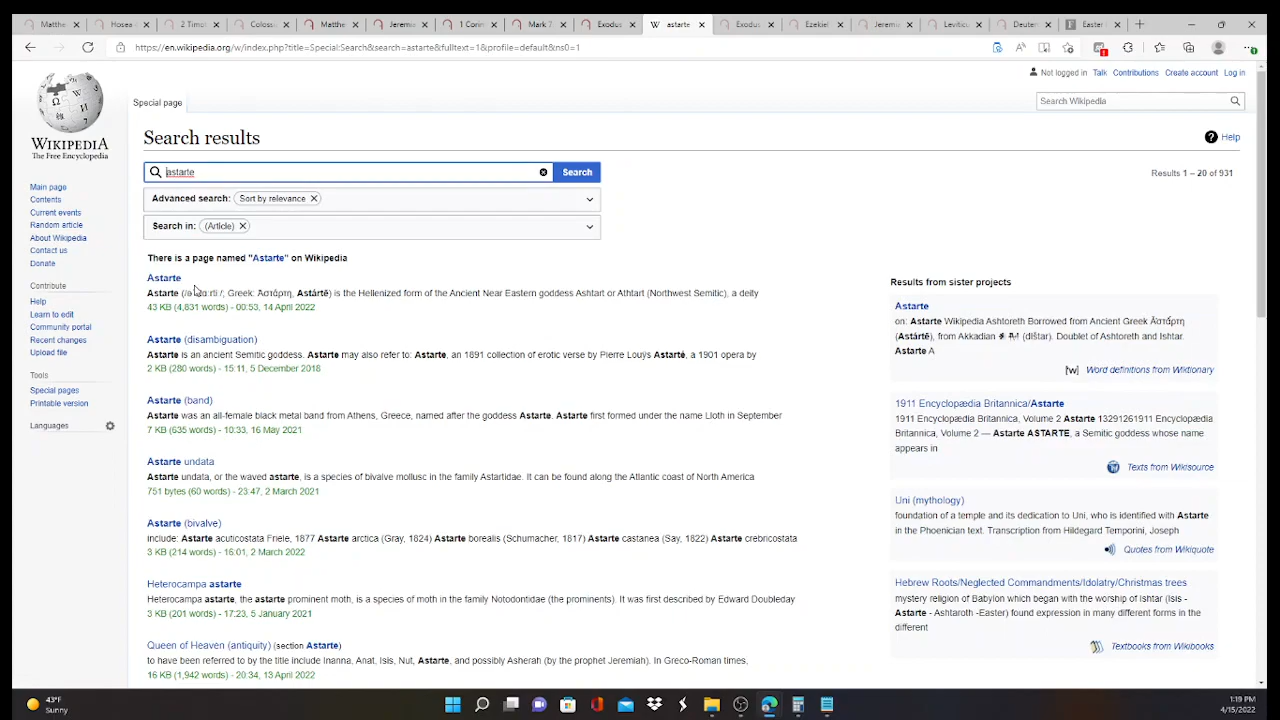 Matthe
Hosea
2 Timo
Coloss
Matthe
Jeremie
1 Corin
Mark 7
Exodus
astarte
Exodus
Ezekiel
Jeremie
Leviticu
Deuter
Easter
https://en.wikipedia.org/w/index.php?title=Special:Search&search=astarte&fulltext=1&profile=default&ns0=1
Not logged in Talk Contributions Create account Log in
Special page
Search Wikipedia
WIKIPEDIA
The Free Encyclopedia
Main page
Contents
Current events
Random article
About Wikipedia
Contact us
Donate
Contribute
Help
Learn to edit
Community portal
Recent changes
Upload file
Tools
Special pages
Printable version
Languages
Search results
Help
astarte
Search
Results 1 – 20 of 931
Advanced search: Sort by relevance
Search in: (Article)
There is a page named "Astarte" on Wikipedia
Astarte
Astarte Greek: Ἀστάρτη, Astártē) is the Hellenized form of the Ancient Near Eastern goddess Ashtart or Athtart (Northwest Semitic), a deity
43 KB (4,831 words) - 00:53, 14 April 2022
Astarte (disambiguation)
Astarte is an ancient Semitic goddess. Astarte may also refer to: Astarte, an 1891 collection of erotic verse by Pierre Louÿs Astarté, a 1901 opera by
2 KB (280 words) - 15:11, 5 December 2018
Astarte (band)
Astarte was an all-female black metal band from Athens, Greece, named after the goddess Astarte. Astarte first formed under the name Lloth in September
7 KB (635 words) - 10:33, 16 May 2021
Astarte undata
Astarte undata, or the waved astarte, is a species of bivalve mollusc in the family Astartidae. It can be found along the Atlantic coast of North America
751 bytes (60 words) - 23:47, 2 March 2021
Astarte (bivalve)
include: Astarte acuticostata Friele, 1877 Astarte arctica (Gray, 1824) Astarte borealis (Schumacher, 1817) Astarte castanea (Say, 1822) Astarte crebricostata
3 KB (214 words) - 16:01, 2 March 2022
Heterocampa astarte
Heterocampa astarte, the astarte prominent moth, is a species of moth in the family Notodontidae (the prominents). It was first described by Edward Doubleday
3 KB (201 words) - 17:23, 5 January 2021
Queen of Heaven (antiquity) (section Astarte)
to have been referred to by the title include Inanna, Anat, Isis, Nut, Astarte, and possibly Asherah (by the prophet Jeremiah). In Greco-Roman times,
16 KB (1,942 words) - 20:34, 13 April 2022
Results from sister projects
Astarte
on: Astarte Wikipedia Ashtoreth Borrowed from Ancient Greek Ἀστάρτη
(Astártē), from Akkadian (dištar). Doublet of Ashtoreth and Ishtar.
Astarte A
Word definitions from Wiktionary
1911 Encyclopædia Britannica/Astarte
1911 Encyclopædia Britannica, Volume 2 Astarte 13291261911 Encyclopædia
Britannica, Volume 2 — Astarte ASTARTE, a Semitic goddess whose name
appears in
Texts from Wikisource
Uni (mythology)
foundation of a temple and its dedication to Uni, who is identified with Astarte
in the Phoenician text. Transcription from Hildegard Temporini, Joseph
Quotes from Wikiquote
Hebrew Roots/Neglected Commandments/Idolatry/Christmas trees
mystery religion of Babylon which began with the worship of Ishtar (Isis -
Astarte - Ashtaroth -Easter) found expression in many different forms in the
different
Textbooks from Wikibooks
43°F
Sunny
1:19 PM
4/15/2022